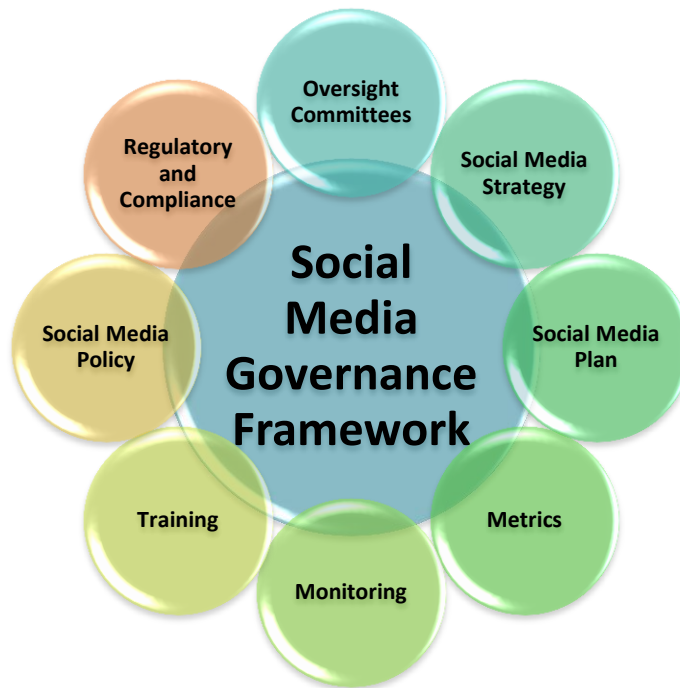 Oversight
Committees
Social Media
Strategy
Social Media
Plan
Metrics
Monitoring
Training
Social Media
Policy
Regulatory
and
Compliance
Social
Media
Governance
Framework